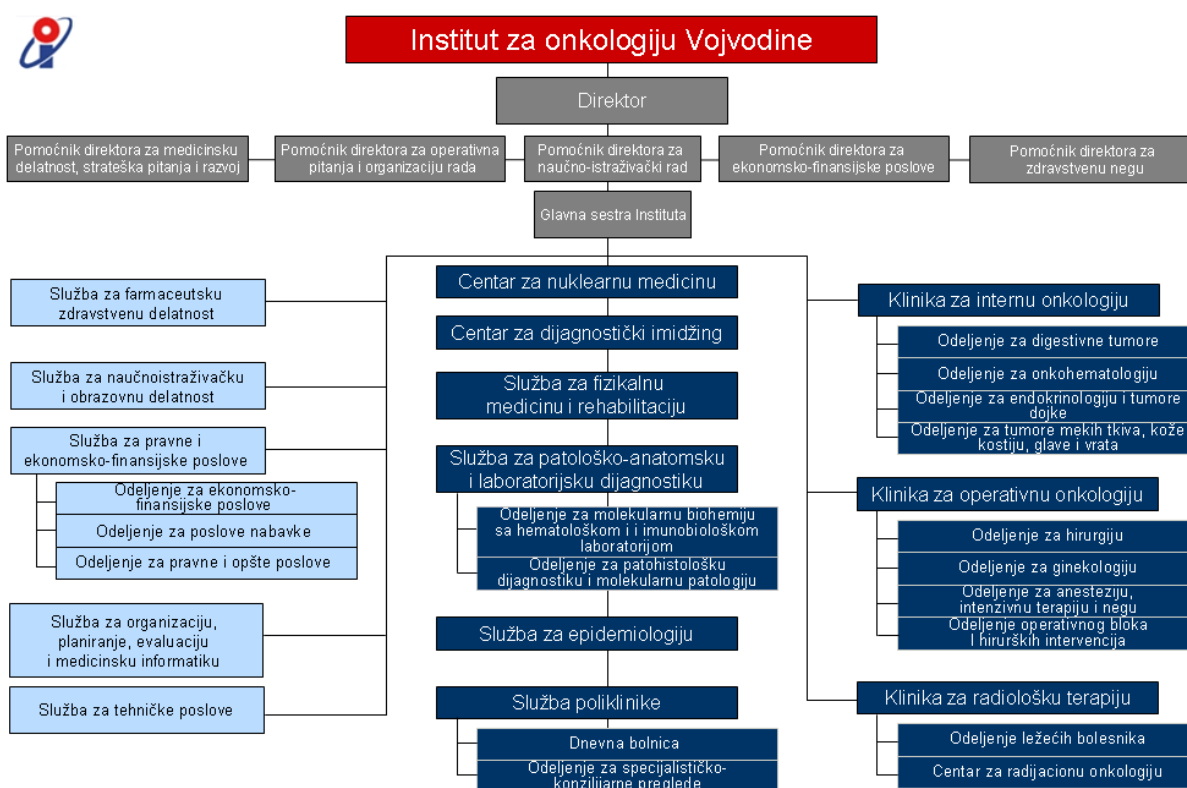 Institut za onkologiju Vojvodine
Direktor
Pomoćnik direktora za medicinsku
delatnost, strateška pitanja i razvoj
Pomoćnik direktora za operativna
pitanja i organizaciju rada
Pomoćnik direktora za
naučno-istraživački rad
Pomoćnik direktora za
ekonomsko-finansijske poslove
Pomoćnik direktora za
zdravstvenu negu
Glavna sestra Instituta
Služba za farmaceutsku
zdravstvenu delatnost
Služba za naučnoistraživačku
i obrazovnu delatnost
Služba za pravne i
ekonomsko-finansijske poslove
Odeljenje za ekonomsko-
finansijske poslove
Odeljenje za poslove nabavke
Odeljenje za pravne i opšte poslove
Služba za organizaciju,
planiranje, evaluaciju
i medicinsku informatiku
Služba za tehničke poslove
Centar za nuklearnu medicinu
Centar za dijagnostički imidžing
Služba za fizikalnu
medicinu i rehabilitaciju
Služba za patološko-anatomsku
i laboratorijsku dijagnostiku
Odeljenje za molekularnu biohemiju
sa hematološkom i i imunobiološkom
laboratorijom
Odeljenje za patohistološku
dijagnostiku i molekularnu patologiju
Služba za epidemiologiju
Služba poliklinike
Dnevna bolnica
Odeljenje za specijalističko-
konzilijarne preglede
Klinika za internu onkologiju
Odeljenje za digestivne tumore
Odeljenje za onkohematologiju
Odeljenje za endokrinologiju i tumore
dojke
Odeljenje za tumore mekih tkiva, kože
kostiju, glave i vrata
Klinika za operativnu onkologiju
Odeljenje za hirurgiju
Odeljenje za ginekologiju
Odeljenje za anesteziju,
intenzivnu terapiju i negu
Odeljenje operativnog bloka
I hirurških intervencija
Klinika za radiološku terapiju
Odeljenje ležećih bolesnika
Centar za radijacionu onkologiju